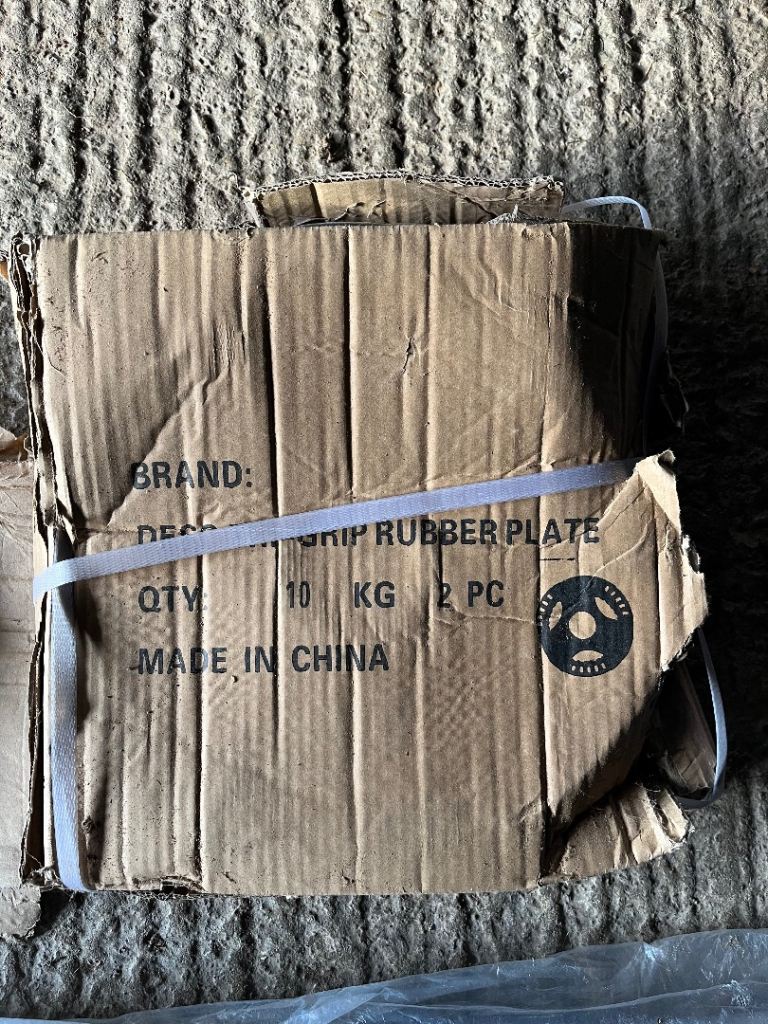 BRAND:
GRIP RUBBER PLATE
QTY: 10 KG 2 PC
MADE IN CHINA